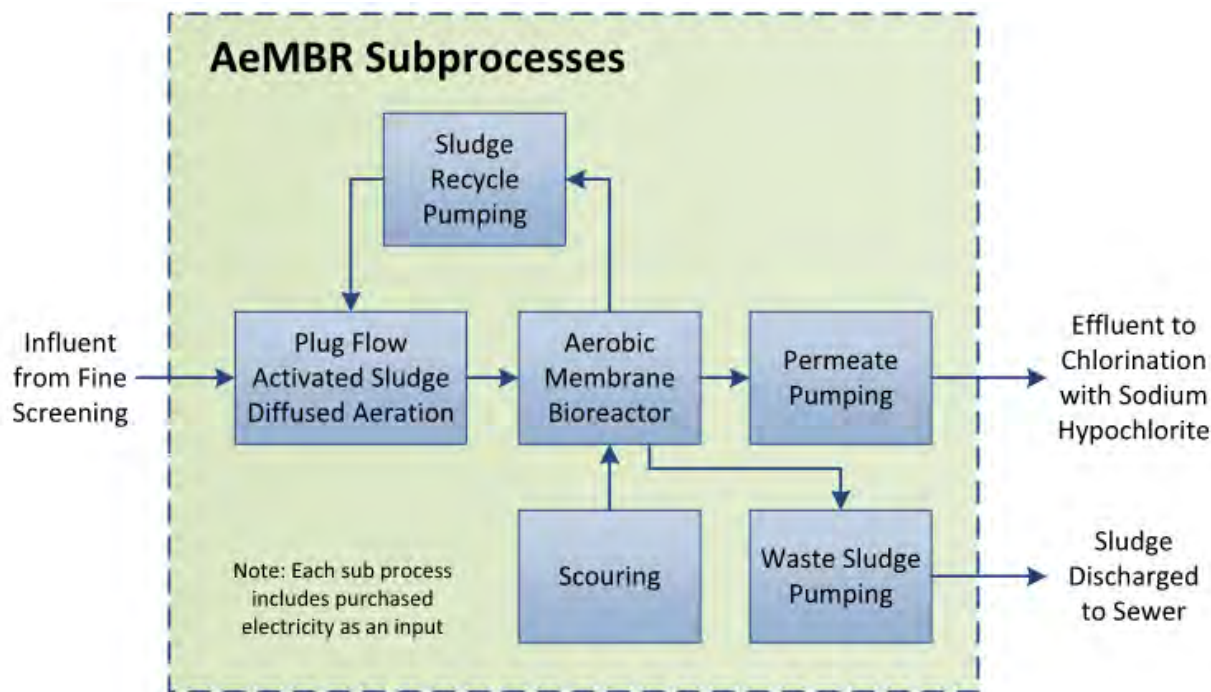 AeMBR Subprocesses
Sludge
Recycle
Pumping
Influent
from Fine
Screening
Plug Flow
Activated Sludge
Diffused Aeration
Aerobic
Membrane
Bioreactor
Permeate
Pumping
Effluent to
Chlorination
with Sodium
Hypochlorite
Note: Each sub process
includes purchased
electricity as an input
Scouring
Waste Sludge
Pumping
Sludge
Discharged
to Sewer